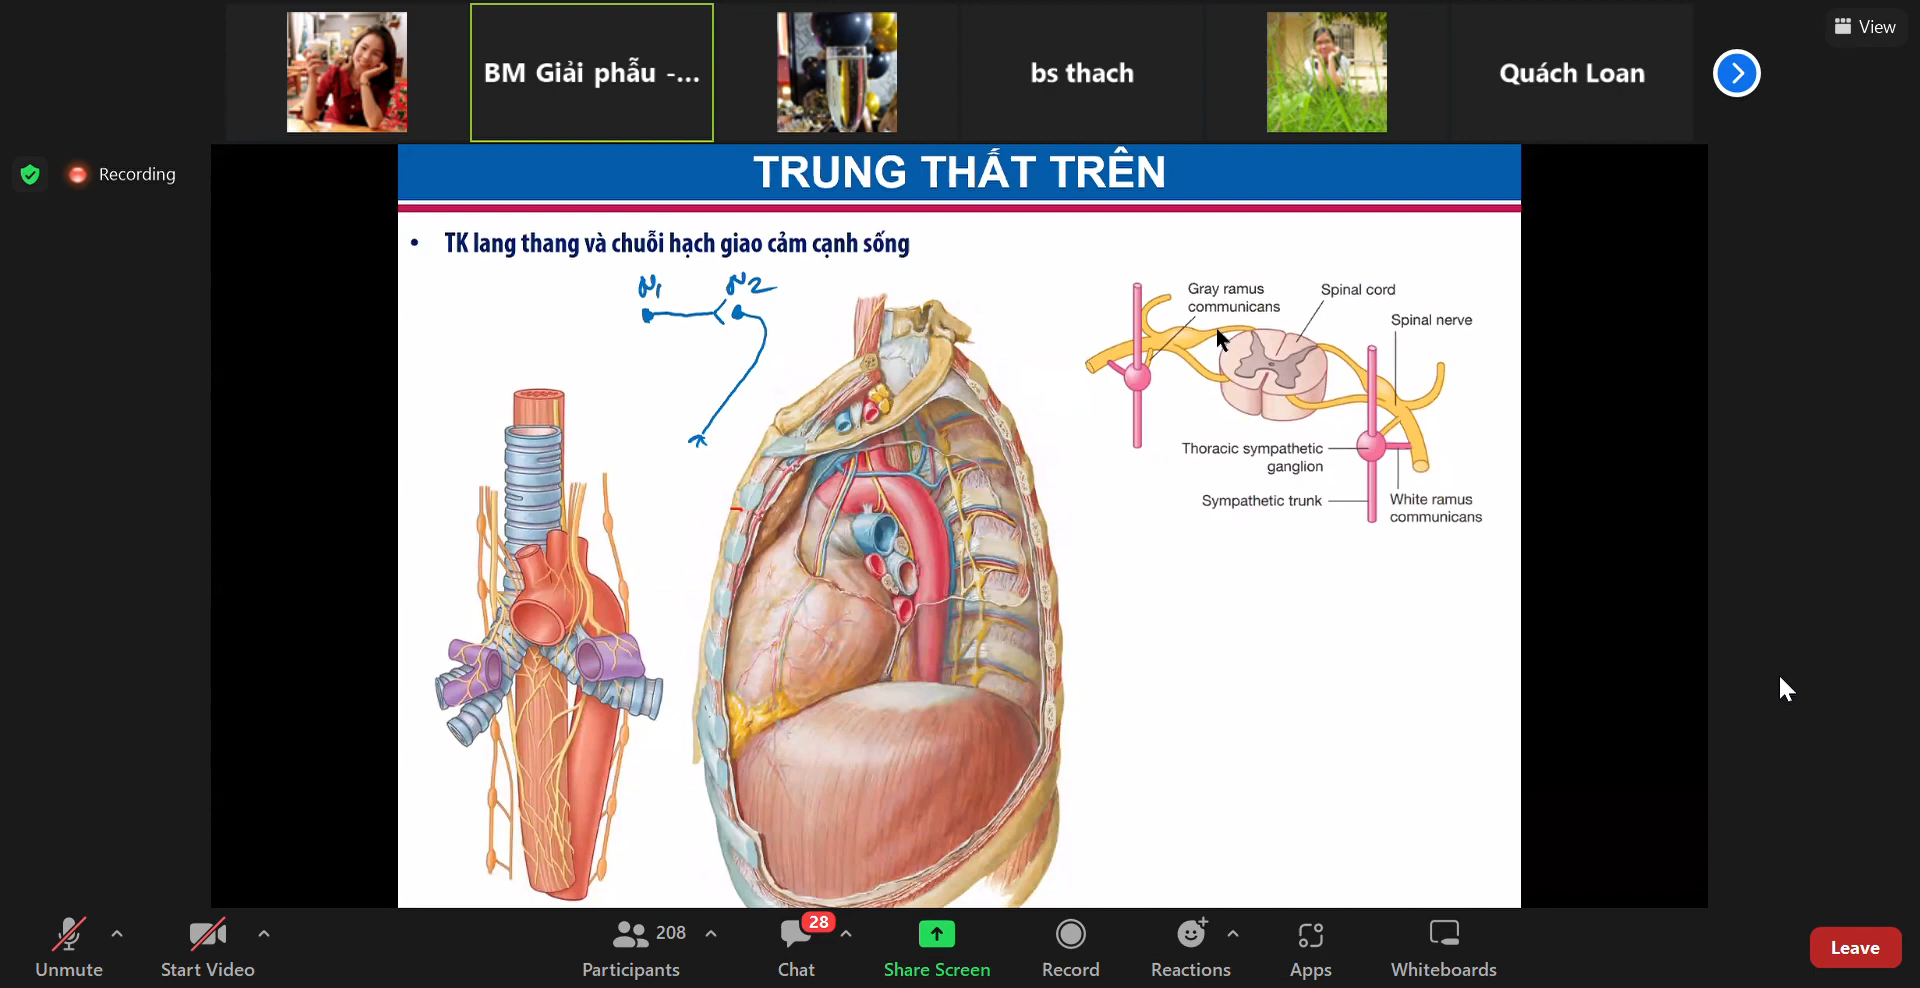 View
BM Giải phẫu -...
bs thach
Quách Loan
Recording
TRUNG THẤT TRÊN
• TK lang thang và chuỗi hạch giao cảm cạnh sống
N1
N2
Gray ramus
communicans
Spinal cord
Spinal nerve
Thoracic sympathetic
ganglion
Sympathetic trunk
White ramus
communicans
Unmute
Start Video
208
Participants
28
Chat
Share Screen
Record
Reactions
Apps
Whiteboards
Leave